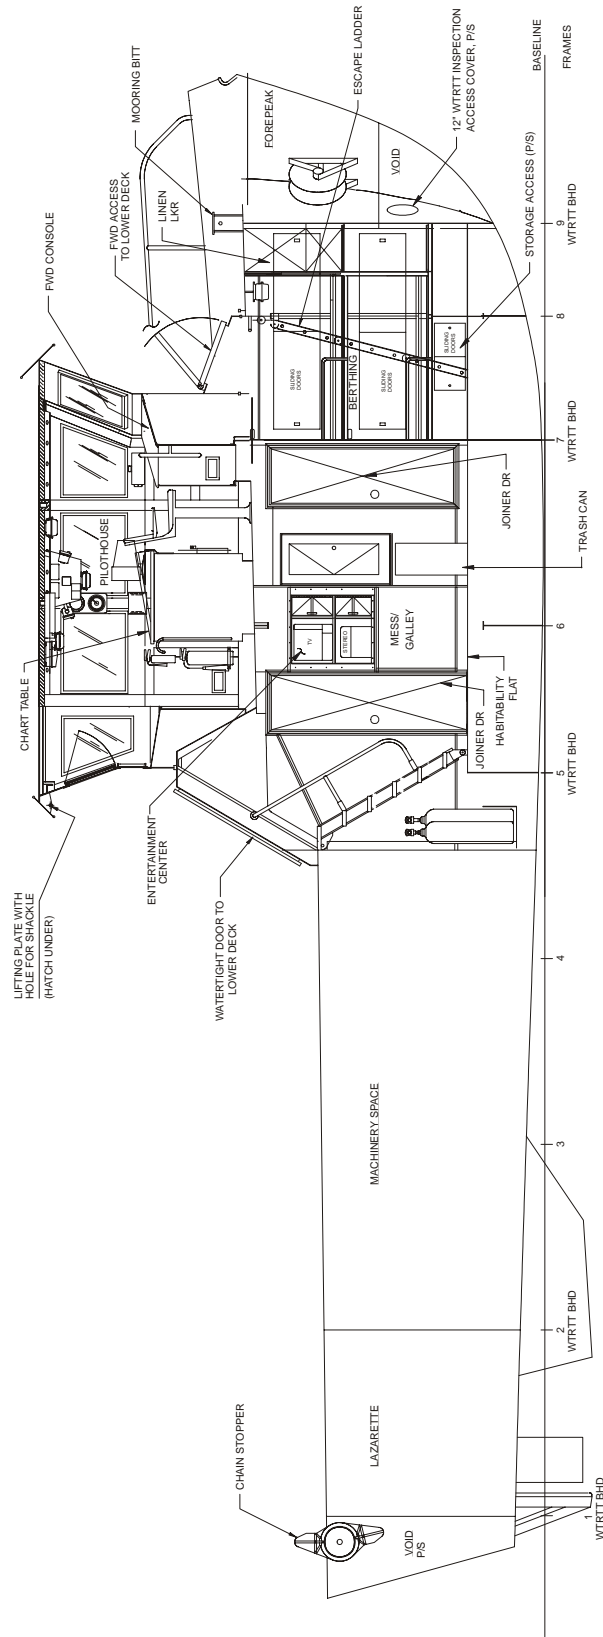 LIFTING PLATE WITH
HOLE FOR SHACKLE
(HATCH UNDER)
CHART TABLE
FWD CONSOLE
FWD ACCESS
TO LOWER DECK
MOORING BITT
LINEN
LKR
PILOTHOUSE
FOREPEAK
ESCAPE LADDER
VOID
12" WTRTT INSPECTION
ACCESS COVER, P/S
STORAGE ACCESS (P/S)
CHAIN STOPPER
WATERTIGHT DOOR TO
LOWER DECK
ENTERTAINMENT
CENTER
TV
STEREO
MESS/
GALLEY
BERTHING
SLIDING
DOORS
SLIDING
DOORS
SLIDING
DOORS
VOID
P/S
LAZARETTE
MACHINERY SPACE
JOINER DR
HABITABILITY
FLAT
JOINER DR
TRASH CAN
BASELINE
FRAMES
1
WTRTT BHD
2
WTRTT BHD
3
4
5
WTRTT BHD
6
7
WTRTT BHD
8
9
WTRTT BHD